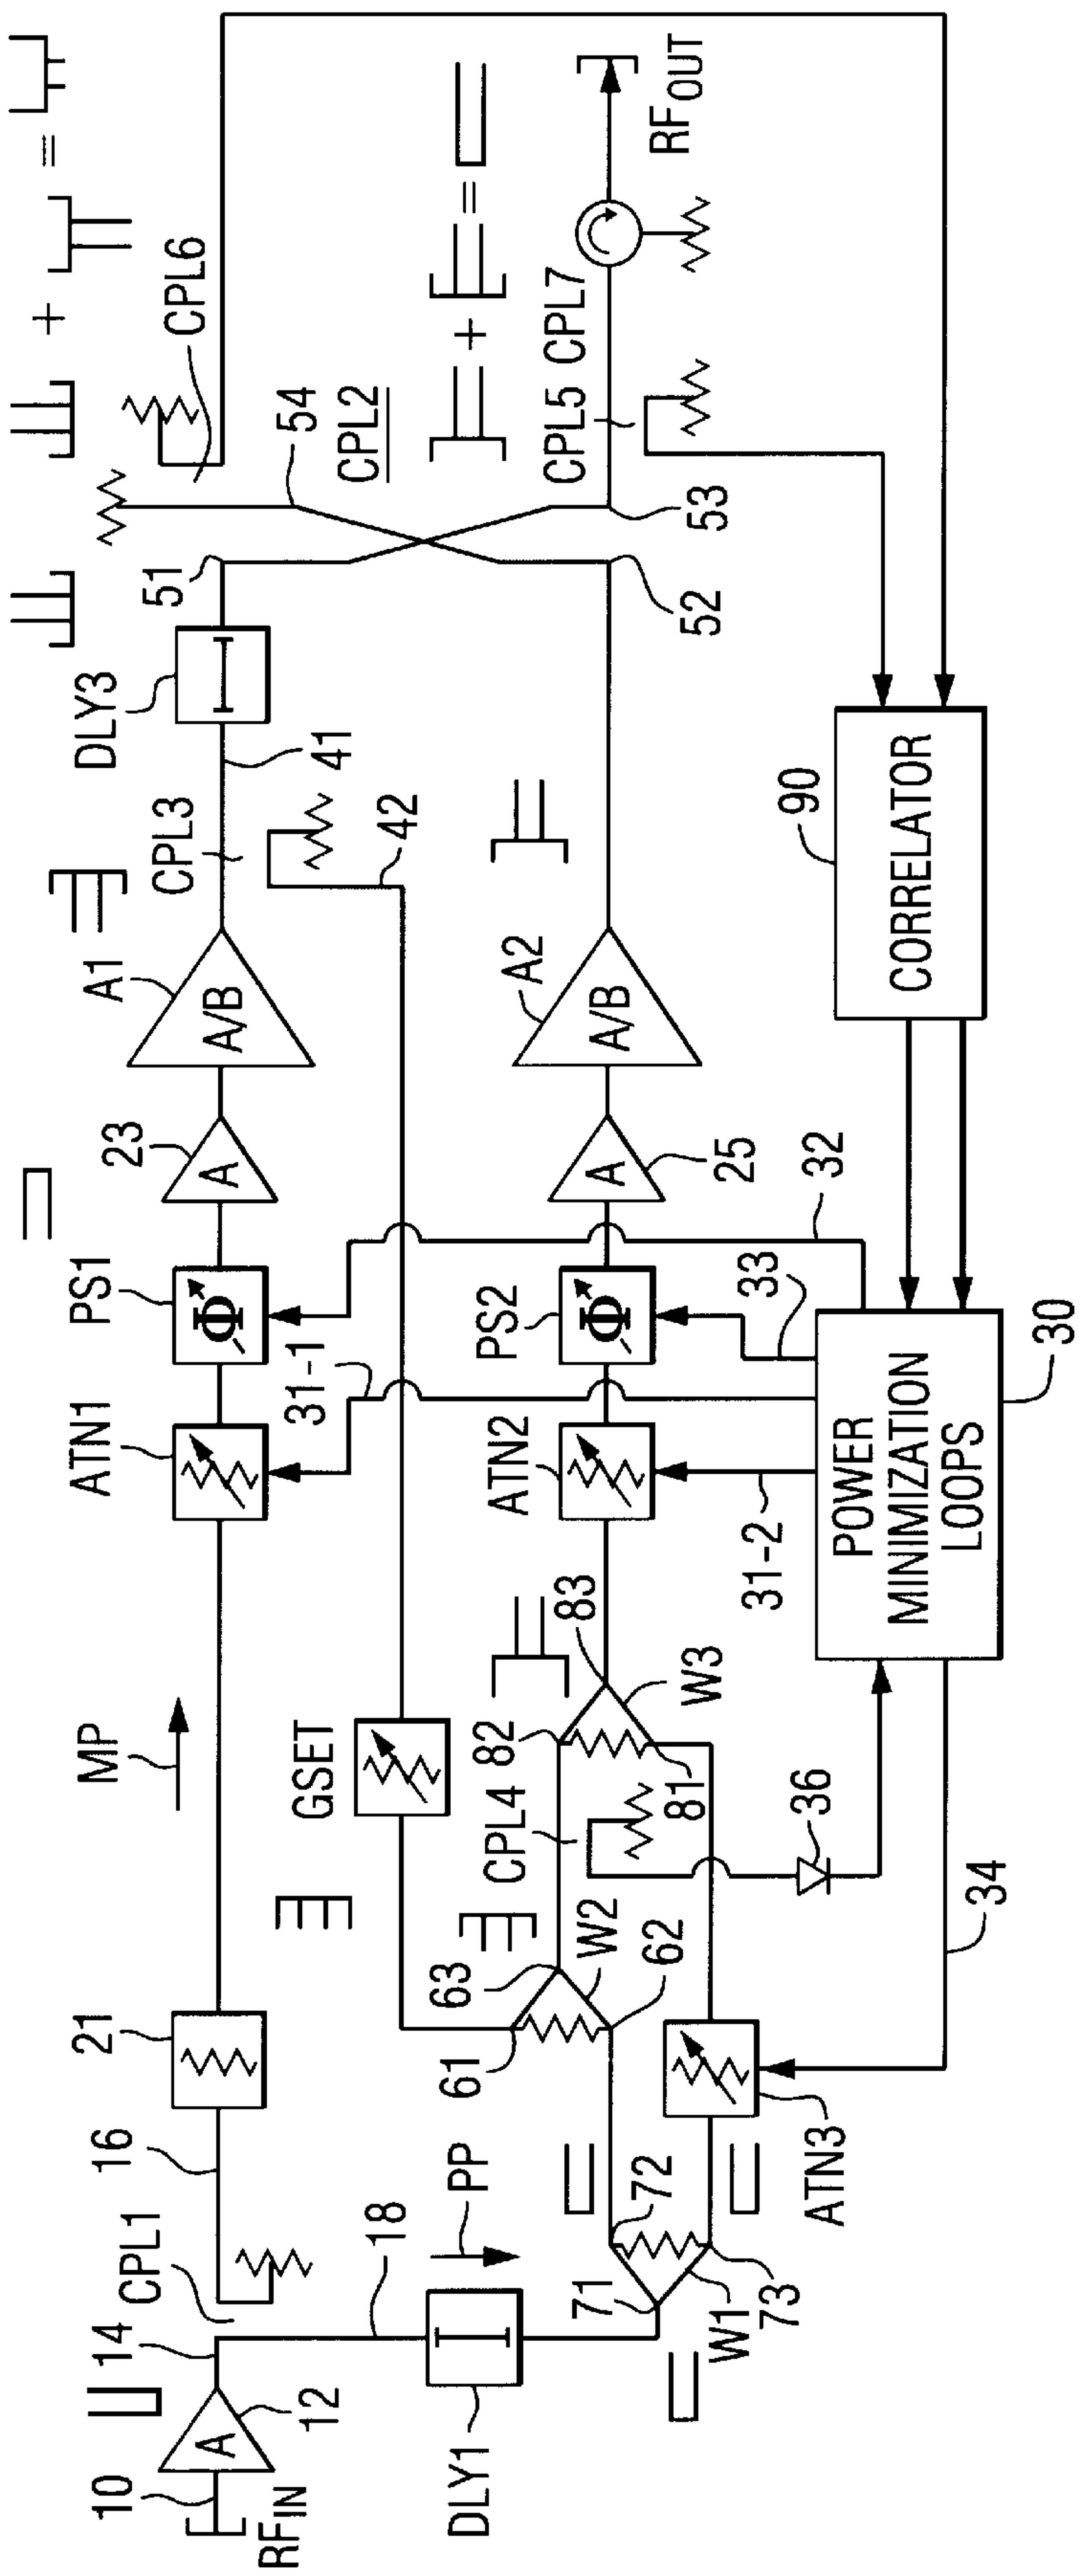 RFIN
10
A
12
14
CPL1
16
21
18
DLY1
PP
71
W1
72
73
ATN3
61
62
63
W2
CPL4
36
34
GSET
MP
81
82
83
W3
ATN1
PS1
31-1
ATN2
PS2
31-2
33
32
POWER
MINIMIZATION
LOOPS
30
23
A
A1
A/B
25
A
A2
A/B
CPL3
41
42
DLY3
51
52
53
54
CPL2
CPL6
CPL5
CPL7
+
=
+
=
CORRELATOR
90
RFOUT
Φ
Φ